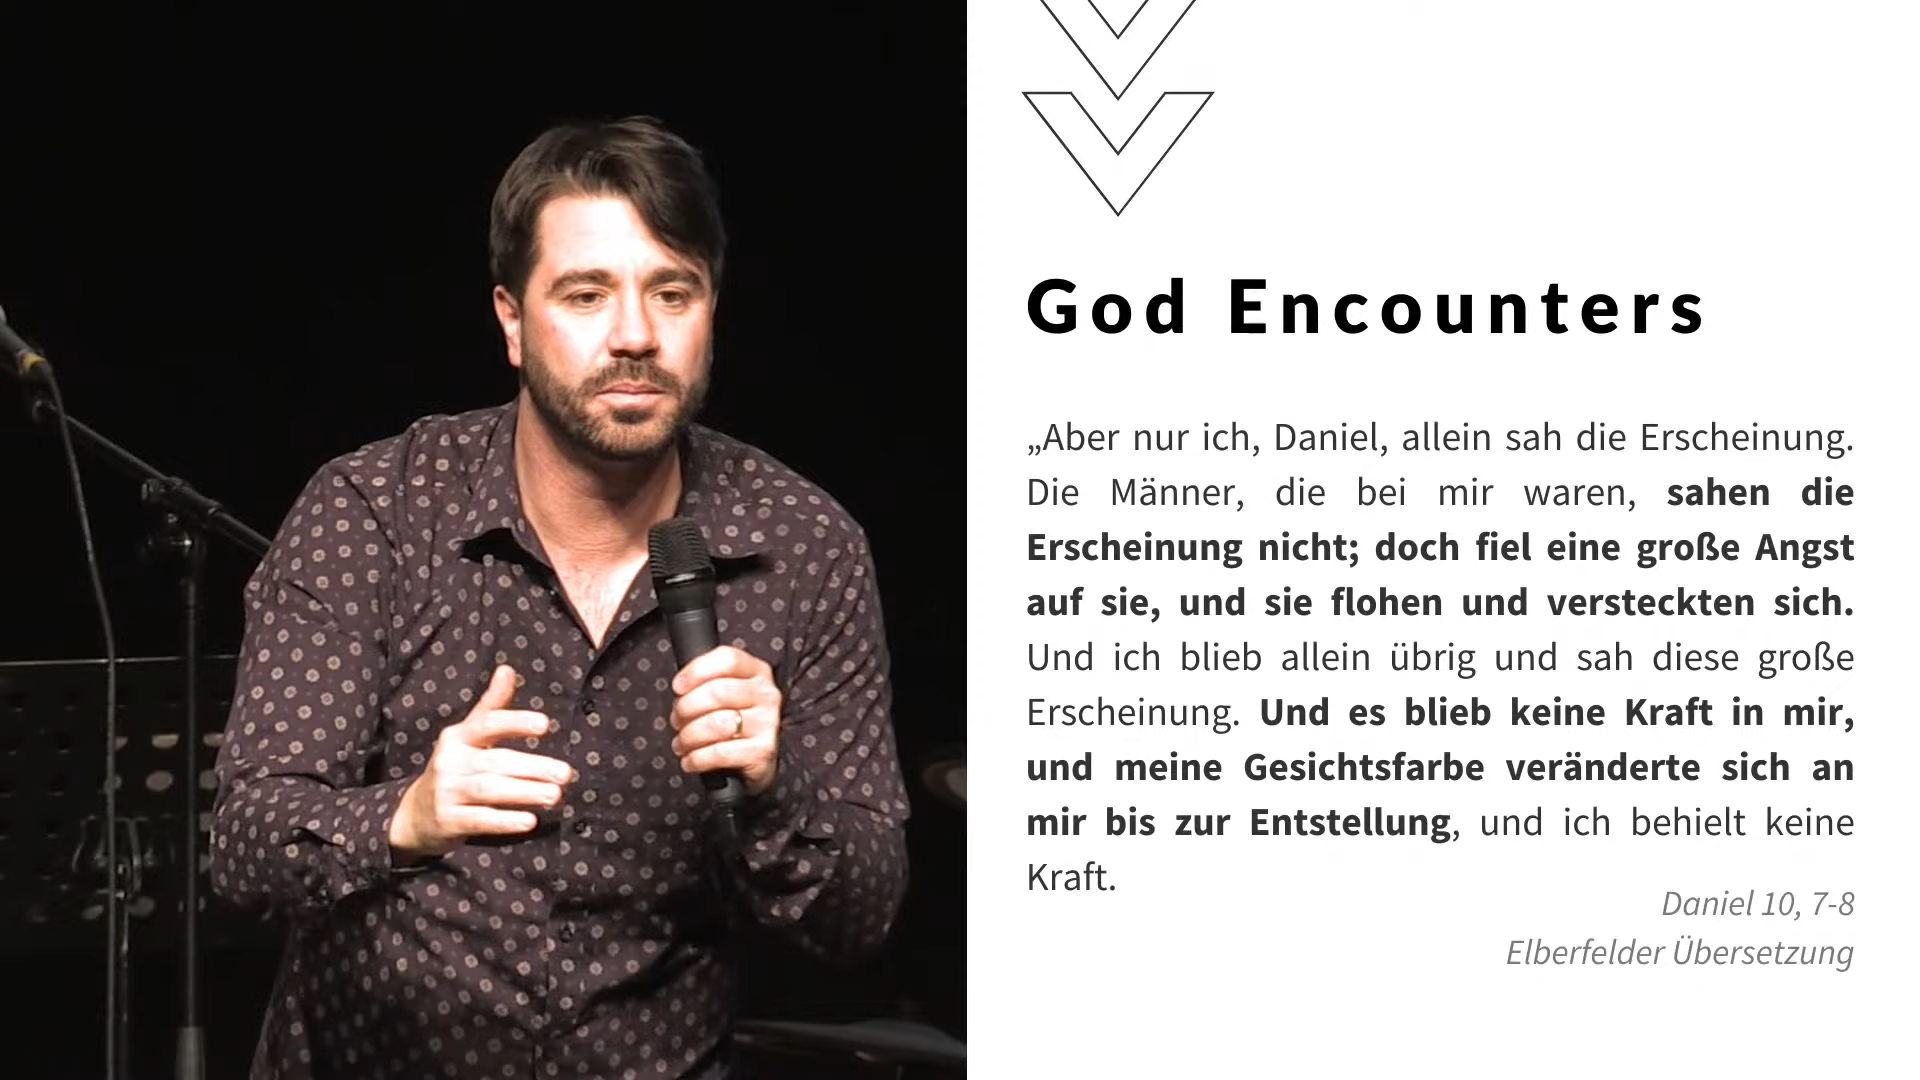 God Encounters
„Aber nur ich, Daniel, allein sah die Erscheinung.
Die Männer, die bei mir waren, sahen die
Erscheinung nicht; doch fiel eine große Angst
auf sie, und sie flohen und versteckten sich.
Und ich blieb allein übrig und sah diese große
Erscheinung. Und es blieb keine Kraft in mir,
und meine Gesichtsfarbe veränderte sich an
mir bis zur Entstellung, und ich behielt keine
Kraft.
Daniel 10, 7-8
Elberfelder Übersetzung